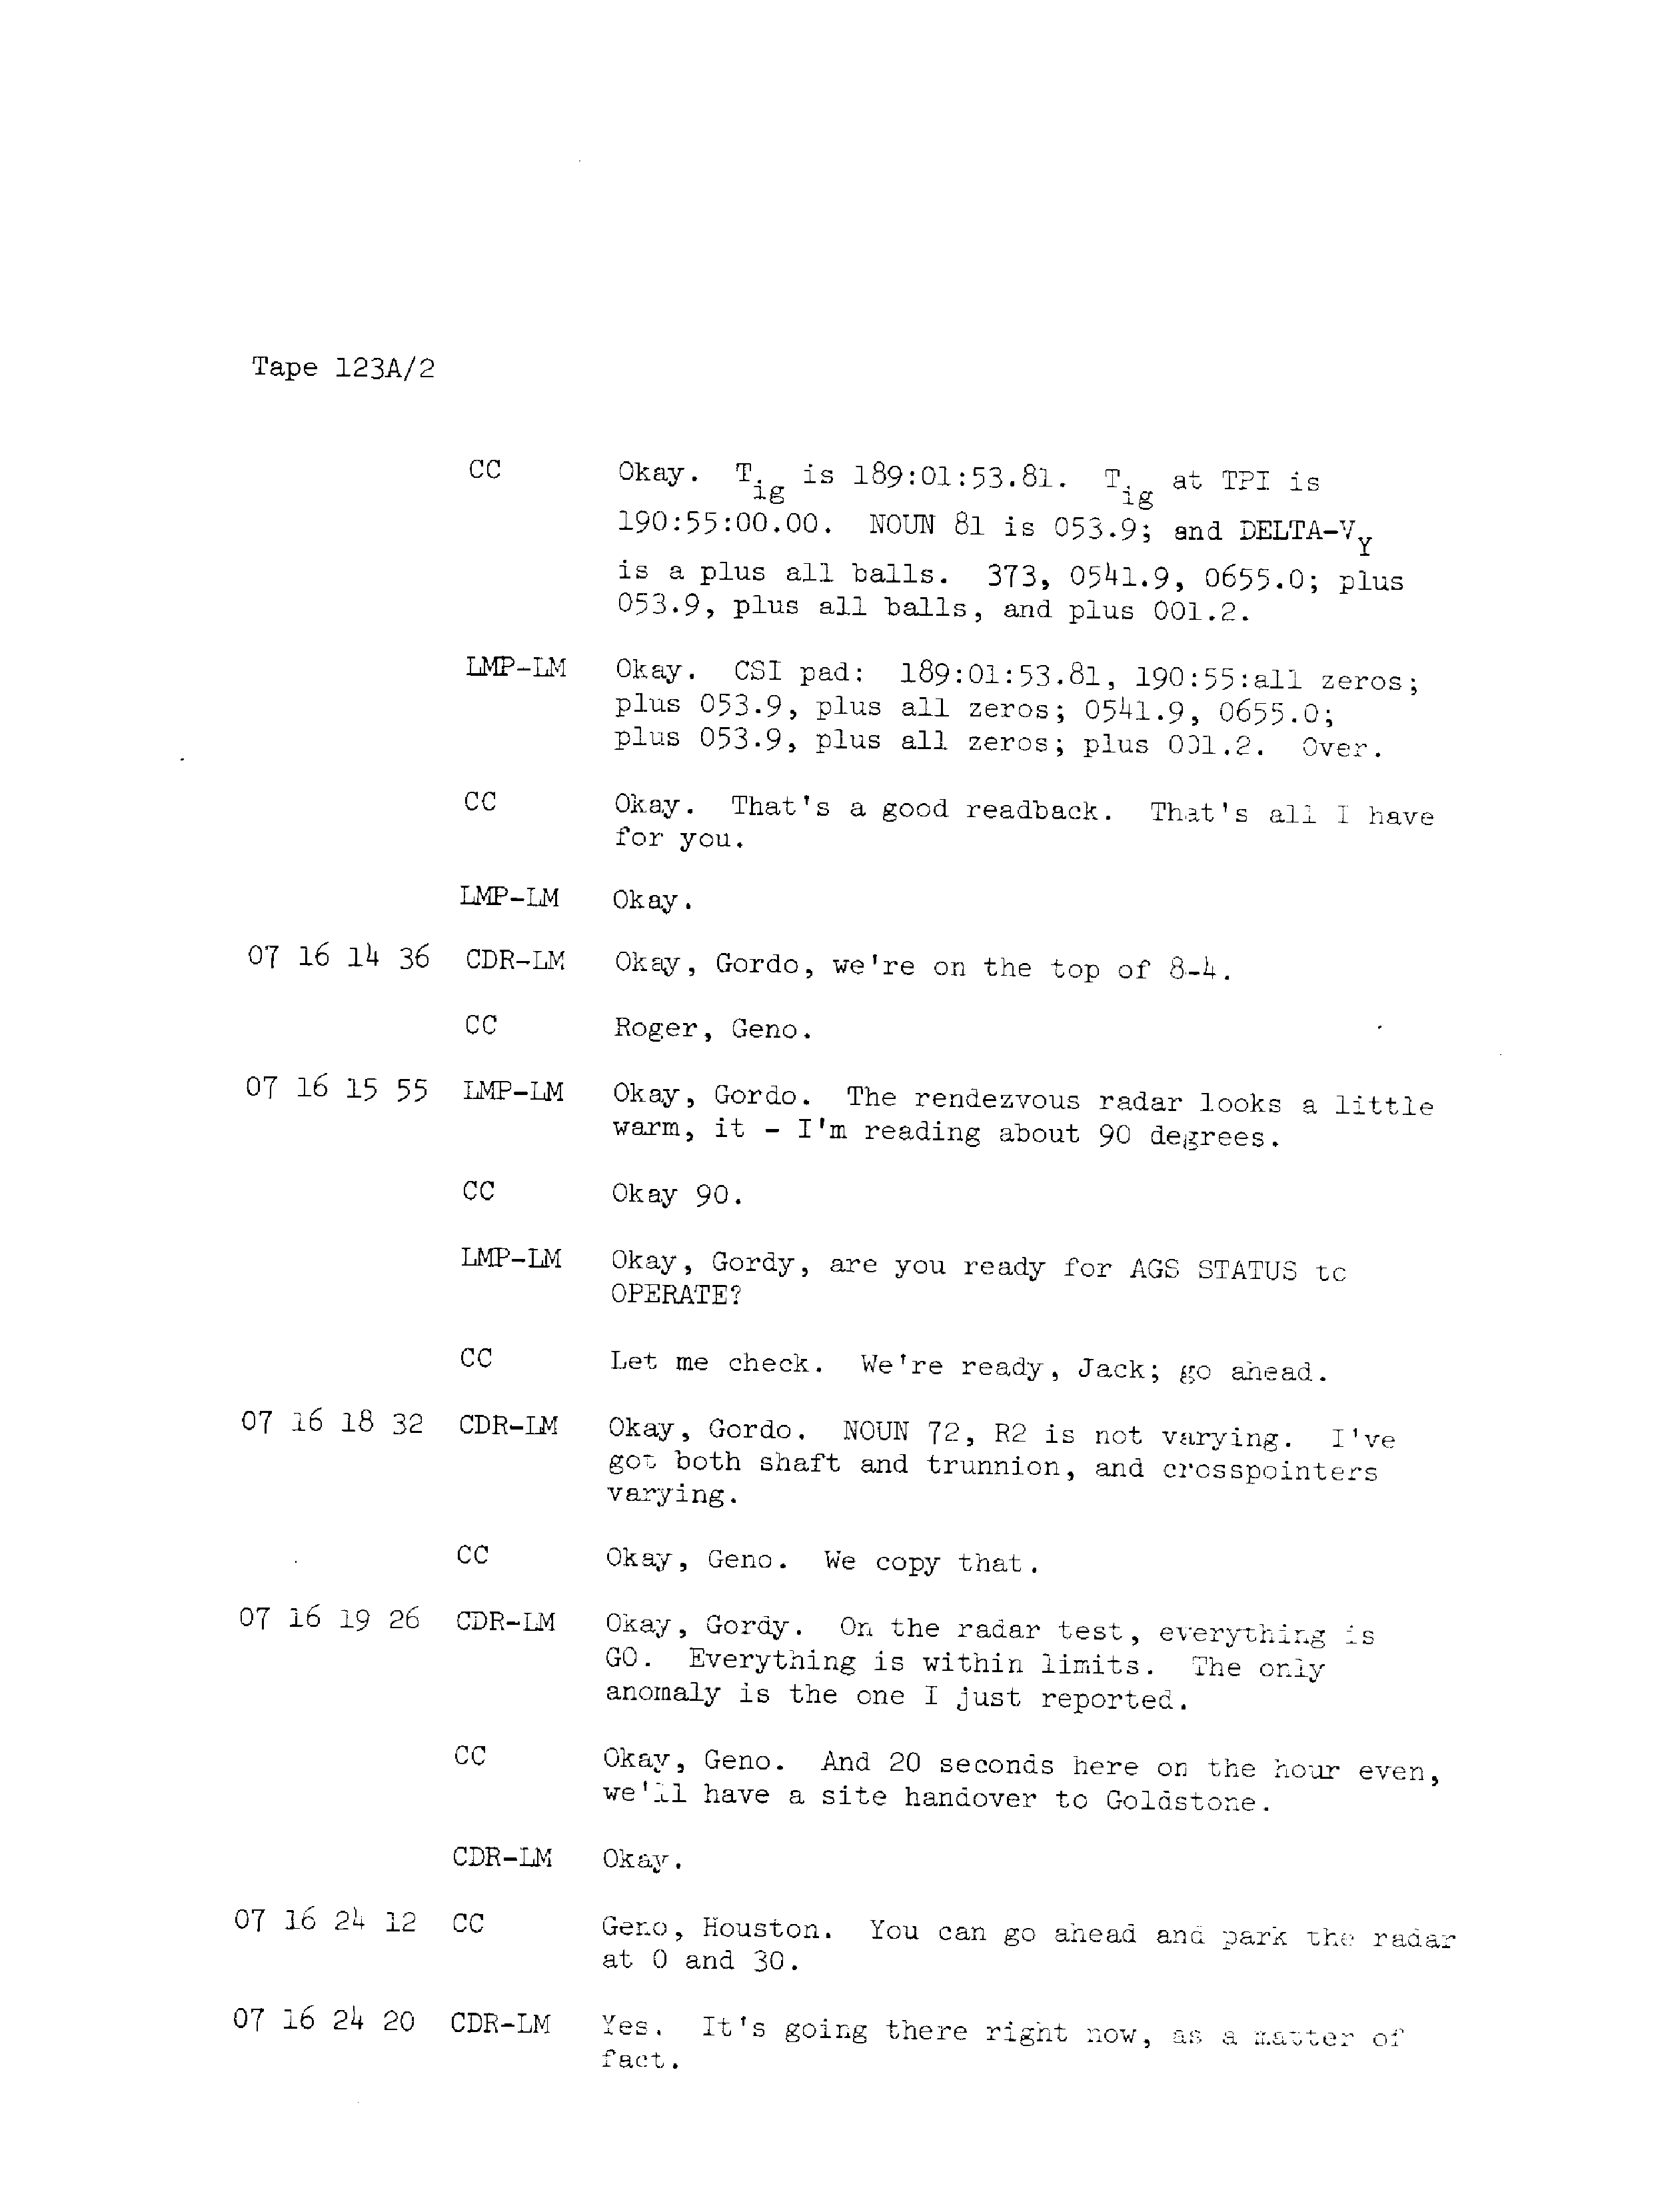 Tape 123A/2
CC Okay. Tig is 189:01:53.81. Tig at TPI is
190:55:00.00. NOUN 81 is 053.9; and DELTA-VY
is a plus all balls. 373, 0541.9, 0655.0; plus
053.9, plus all balls, and plus 001.2.
LMP-LM Okay. CSI pad: 189:01:53.81, 190:55:all zeros;
plus 053.9, plus all zeros; 0541.9, 0655.0;
plus 053.9, plus all zeros; plus 001.2. Over.
CC Okay. That's a good readback. That's all I have
for you.
LMP-LM Okay.
07 16 14 36 CDR-LM Okay, Gordo, we're on the top of 8-4.
CC Roger, Geno.
07 16 15 55 LMP-LM Okay, Gordo. The rendezvous radar looks a little
warm, it - I'm reading about 90 degrees.
CC Okay 90.
LMP-LM Okay, Gordy, are you ready for AGS STATUS to
OPERATE?
CC Let me check. We're ready, Jack; go ahead.
07 16 18 32 CDR-LM Okay, Gordo. NOUN 72, R2 is not varying. I've
got both shaft and trunnion, and crosspointers
varying.
CC Okay, Geno. We copy that.
07 16 19 26 CDR-LM Okay, Gordy. On the radar test, everything is
GO. Everything is within limits. The only
anomaly is the one I just reported.
CC Okay, Geno. And 20 seconds here on the hour even,
we'll have a site handover to Goldstone.
CDR-LM Okay.
07 16 24 12 CC Geno, Houston. You can go ahead and park the radar
at 0 and 30.
07 16 24 20 CDR-LM Yes. It's going there right now, as a matter of
fact.